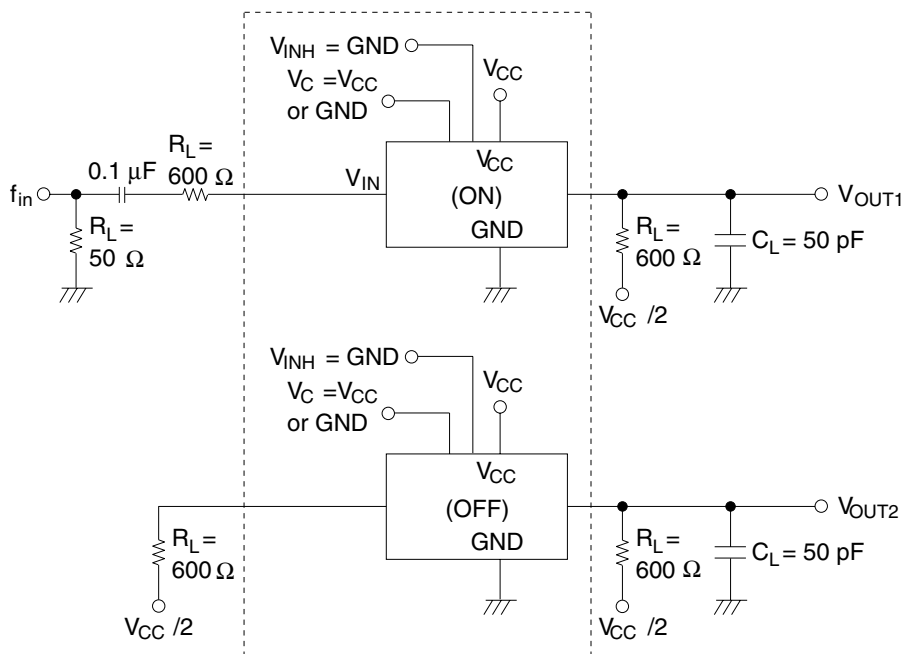 V_INH = GND
V_C = V_CC
or GND
V_CC
R_L =
600 Ω
0.1 μF
f_in
V_IN
V_CC
(ON)
GND
V_OUT1
R_L =
50 Ω
R_L =
600 Ω
C_L = 50 pF
V_CC /2
V_INH = GND
V_C = V_CC
or GND
V_CC
V_CC
(OFF)
GND
V_OUT2
R_L =
600 Ω
R_L =
600 Ω
C_L = 50 pF
V_CC /2
V_CC /2